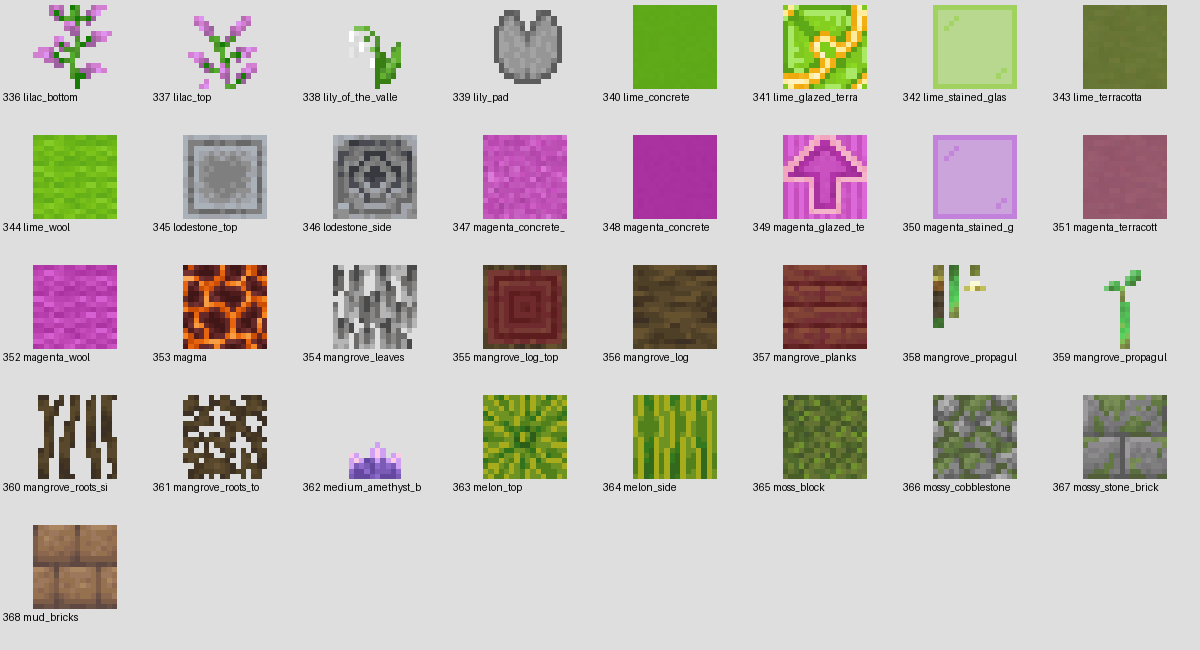 336 lilac_bottom
337 lilac_top
338 lily_of_the_valle
339 lily_pad
340 lime_concrete
341 lime_glazed_terra
342 lime_stained_glas
343 lime_terracotta
344 lime_wool
345 lodestone_top
346 lodestone_side
347 magenta_concrete_
348 magenta_concrete
349 magenta_glazed_te
350 magenta_stained_g
351 magenta_terracott
352 magenta_wool
353 magma
354 mangrove_leaves
355 mangrove_log_top
356 mangrove_log
357 mangrove_planks
358 mangrove_propagul
359 mangrove_propagul
360 mangrove_roots_si
361 mangrove_roots_to
362 medium_amethyst_b
363 melon_top
364 melon_side
365 moss_block
366 mossy_cobblestone
367 mossy_stone_brick
368 mud_bricks